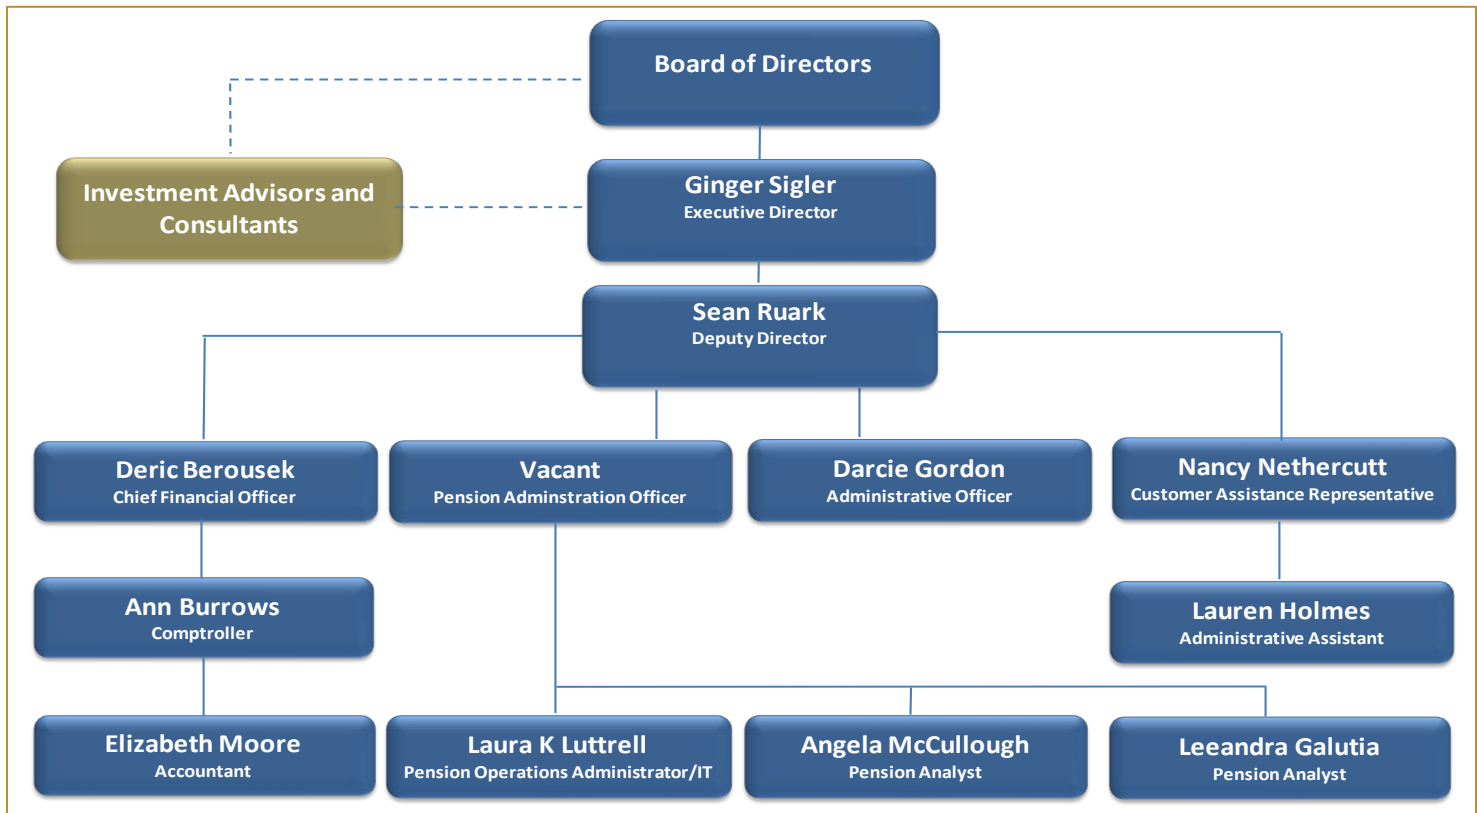 Board of Directors
Investment Advisors and
Consultants
Ginger Sigler
Executive Director
Sean Ruark
Deputy Director
Deric Berousek
Chief Financial Officer
Vacant
Pension Adminstration Officer
Darcie Gordon
Administrative Officer
Nancy Nethercutt
Customer Assistance Representative
Ann Burrows
Comptroller
Lauren Holmes
Administrative Assistant
Elizabeth Moore
Accountant
Laura K Luttrell
Pension Operations Administrator/IT
Angela McCullough
Pension Analyst
Leeandra Galutia
Pension Analyst